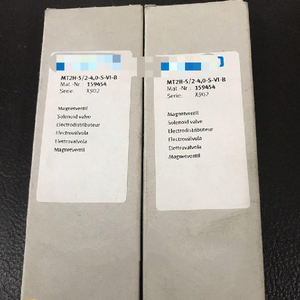 MT2H-5/2-4,0-S-VI-B
Mat.-Nr.: 159454
Serie: X902
Magnetventil
Solenoid valve
Electrodistributeur
Electroválvula
Elettrovalvola
Magnetventil
MT2H-5/2-4,0-S-VI-B
Mat.-Nr.: 159454
Serie: X902
Magnetventil
Solenoid valve
Electrodistributeur
Electroválvula
Elettrovalvola
Magnetventil